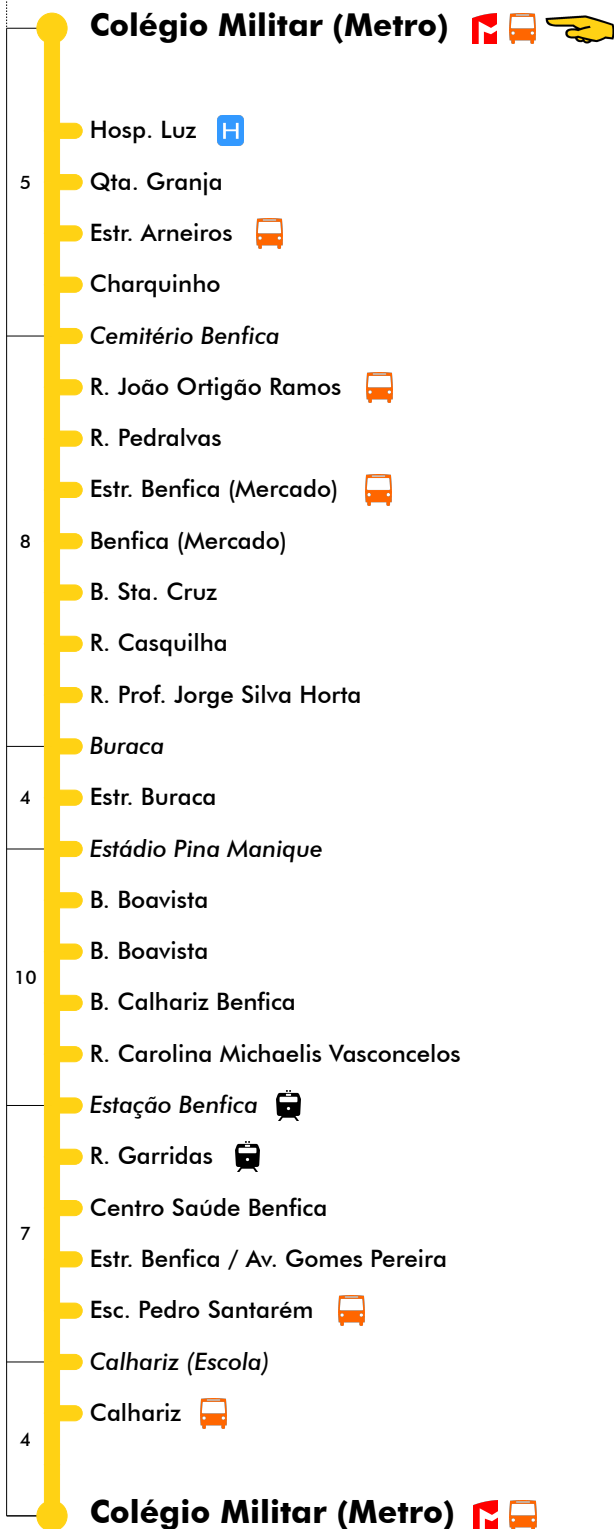 Colégio Militar (Metro)
Hosp. Luz H
5 Qta. Granja
Estr. Arneiros
Charquinho
Cemitério Benfica
R. João Ortigão Ramos
R. Pedralvas
Estr. Benfica (Mercado)
8 Benfica (Mercado)
B. Sta. Cruz
R. Casquilha
R. Prof. Jorge Silva Horta
Buraca
4 Estr. Buraca
Estádio Pina Manique
B. Boavista
B. Boavista
10
B. Calhariz Benfica
R. Carolina Michaelis Vasconcelos
Estação Benfica
R. Garridas
Centro Saúde Benfica
7
Estr. Benfica / Av. Gomes Pereira
Esc. Pedro Santarém
Calhariz (Escola)
Calhariz
4
Colégio Militar (Metro)